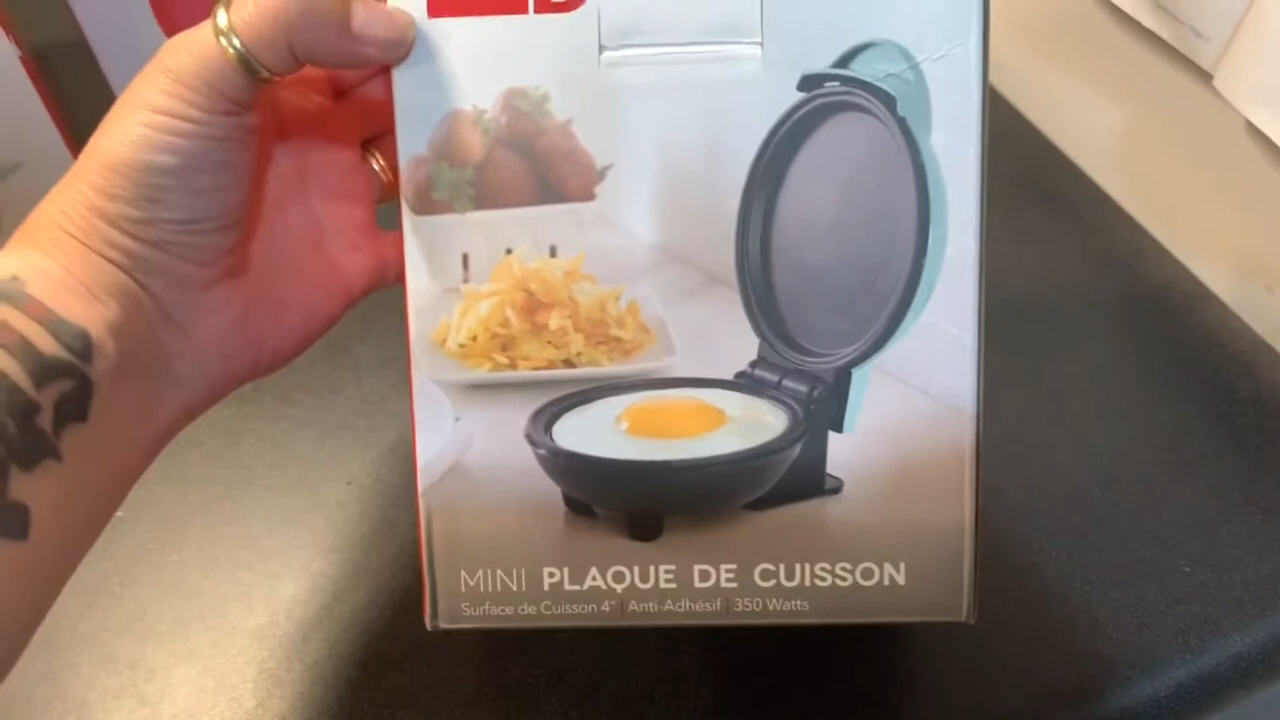 MINI PLAQUE DE CUISSON
Surface de Cuisson 4" | Anti-Adhésif | 350 Watts